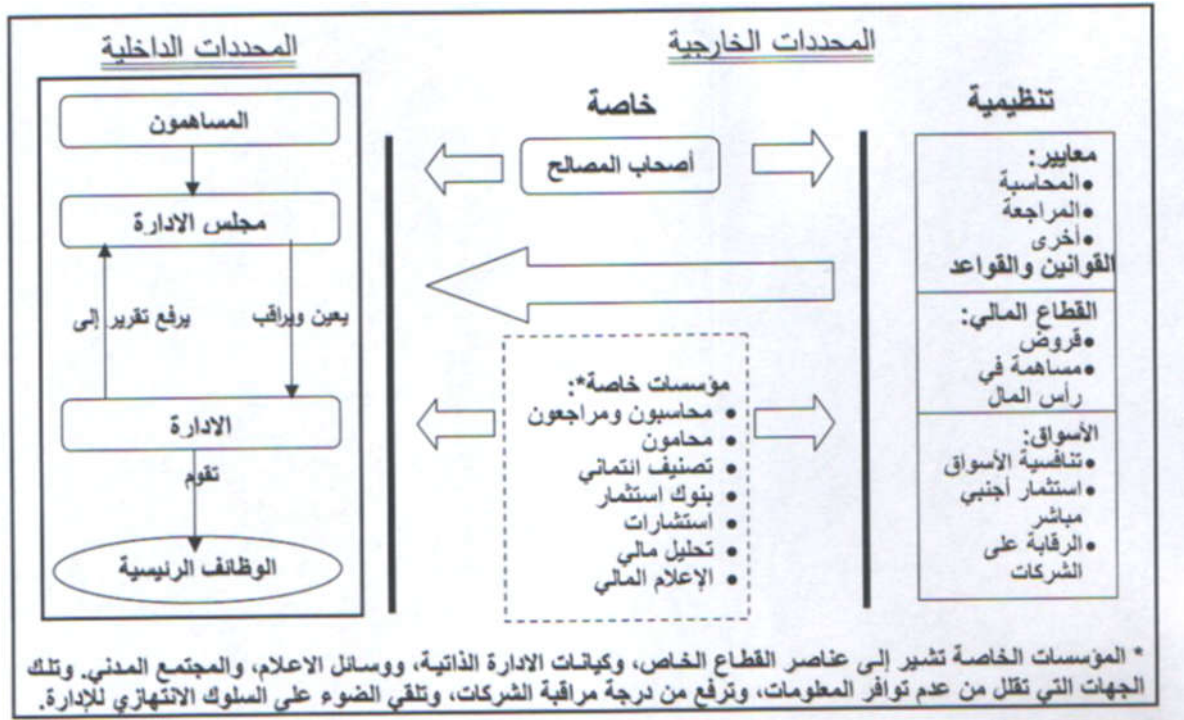 المحددات الخارجية
المحددات الداخلية
تنظيمية
معايير:
•المحاسبة
•المراجعة
•أخرى
القوانين والقواعد
القطاع المالي:
•قروض
•مساهمة في
رأس المال
الأسواق:
•تنافسية الأسواق
•استثمار أجنبي
مباشر
•الرقابة على
الشركات
خاصة
أصحاب المصالح
مؤسسات خاصة*:
• محاسبون ومراجعون
• محامون
• تصنيف ائتماني
• بنوك استثمار
• استشارات
• تحليل مالي
• الإعلام المالي
المساهمون
مجلس الادارة
يعين ويراقب
يرفع تقرير إلى
الادارة
تقوم
الوظائف الرئيسية
* المؤسسات الخاصة تشير إلى عناصر القطاع الخاص، وكيانات الادارة الذاتية، ووسائل الاعلام، والمجتمع المدني. وتلك
الجهات التي تقلل من عدم توافر المعلومات، وترفع من درجة مراقبة الشركات، وتلقي الضوء على السلوك الانتهازي للإدارة.